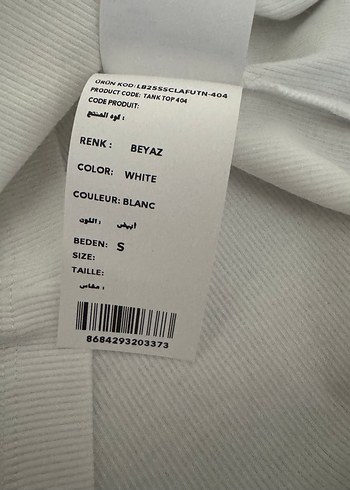 ÜRÜN KOD: LB25SSCLAFUTN-404
PRODUCT CODE: TANK TOP 404
CODE PRODUIT:
كود المنتج :
RENK : BEYAZ
COLOR: WHITE
COULEUR: BLANC
اللون : أبيض
BEDEN: S
SIZE:
TAILLE:
مقاس :
8684293203373